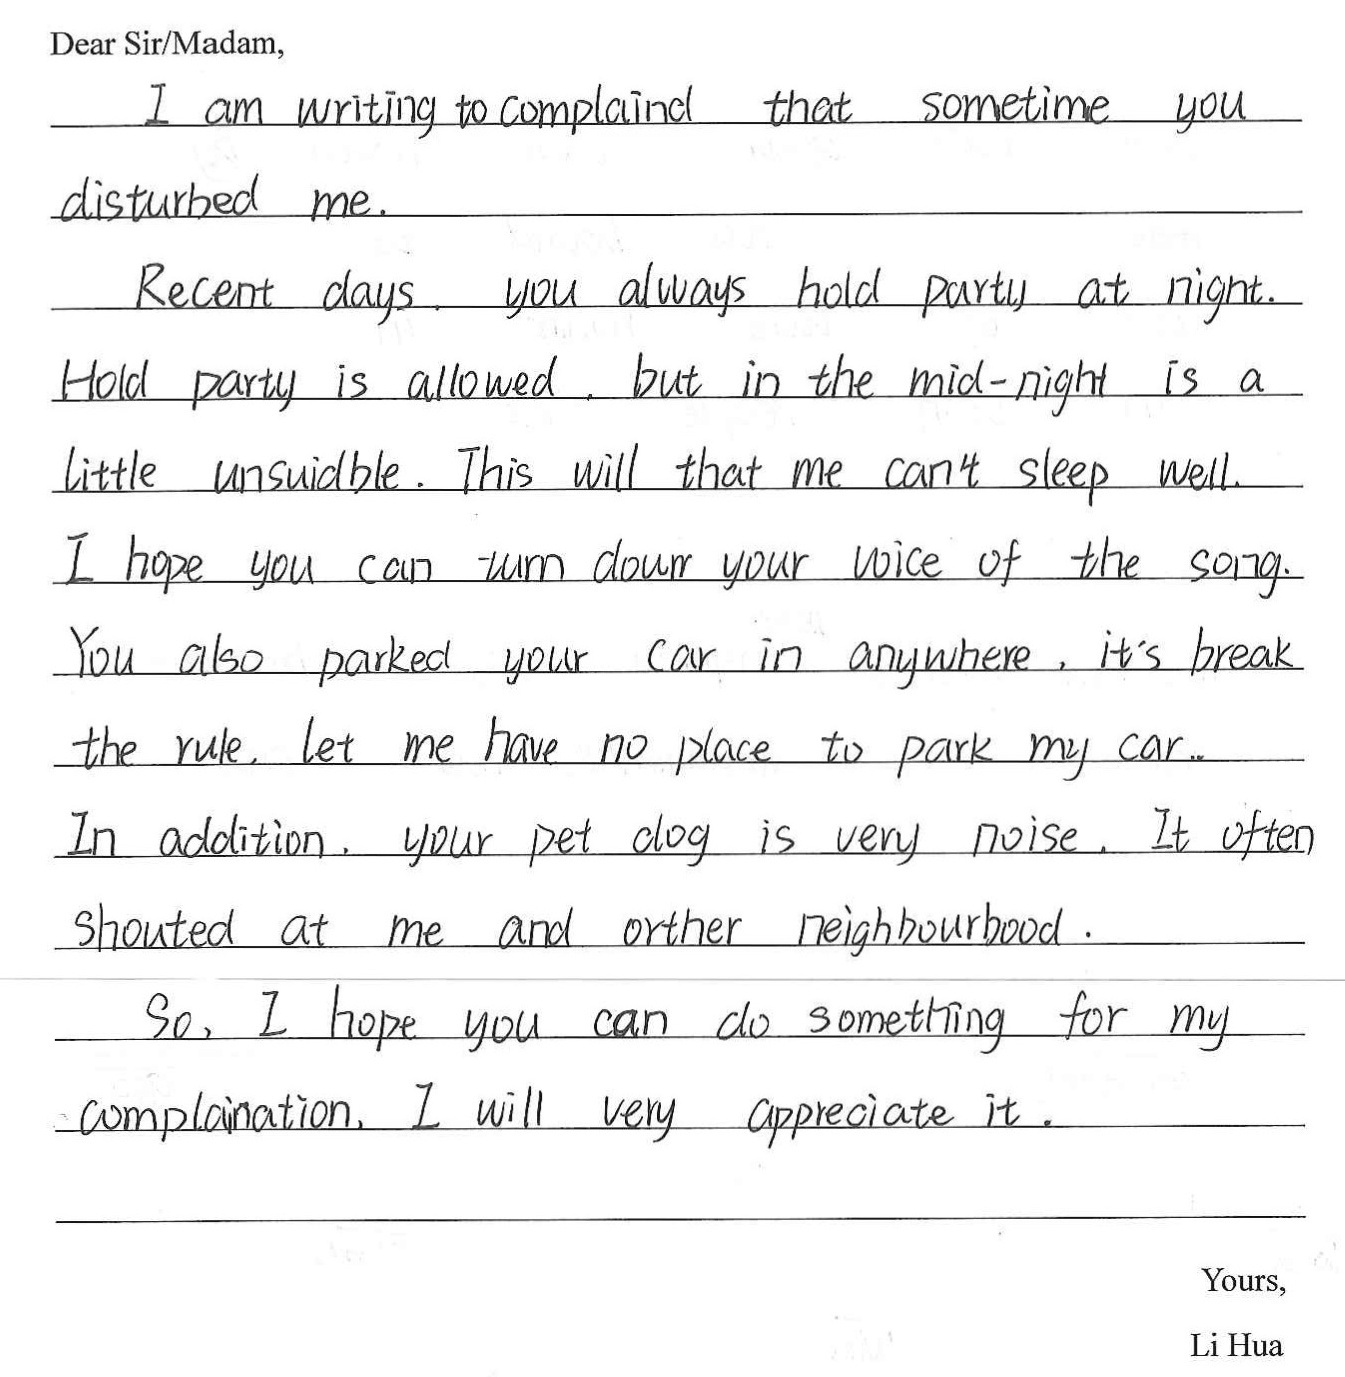 Dear Sir/Madam,
I am writing to complaind that sometime you
disturbed me.
Recent days, you always hold party at night.
Hold party is allowed, but in the mid-night is a
little unsuidble. This will that me can't sleep well.
I hope you can turn down your voice of the song.
You also parked your car in anywhere, it's break
the rule, let me have no place to park my car..
In addition, your pet dog is very noise. It often
shouted at me and orther neighbourbood.
So, I hope you can do something for my
complaination, I will very appreciate it.
Yours,
Li Hua